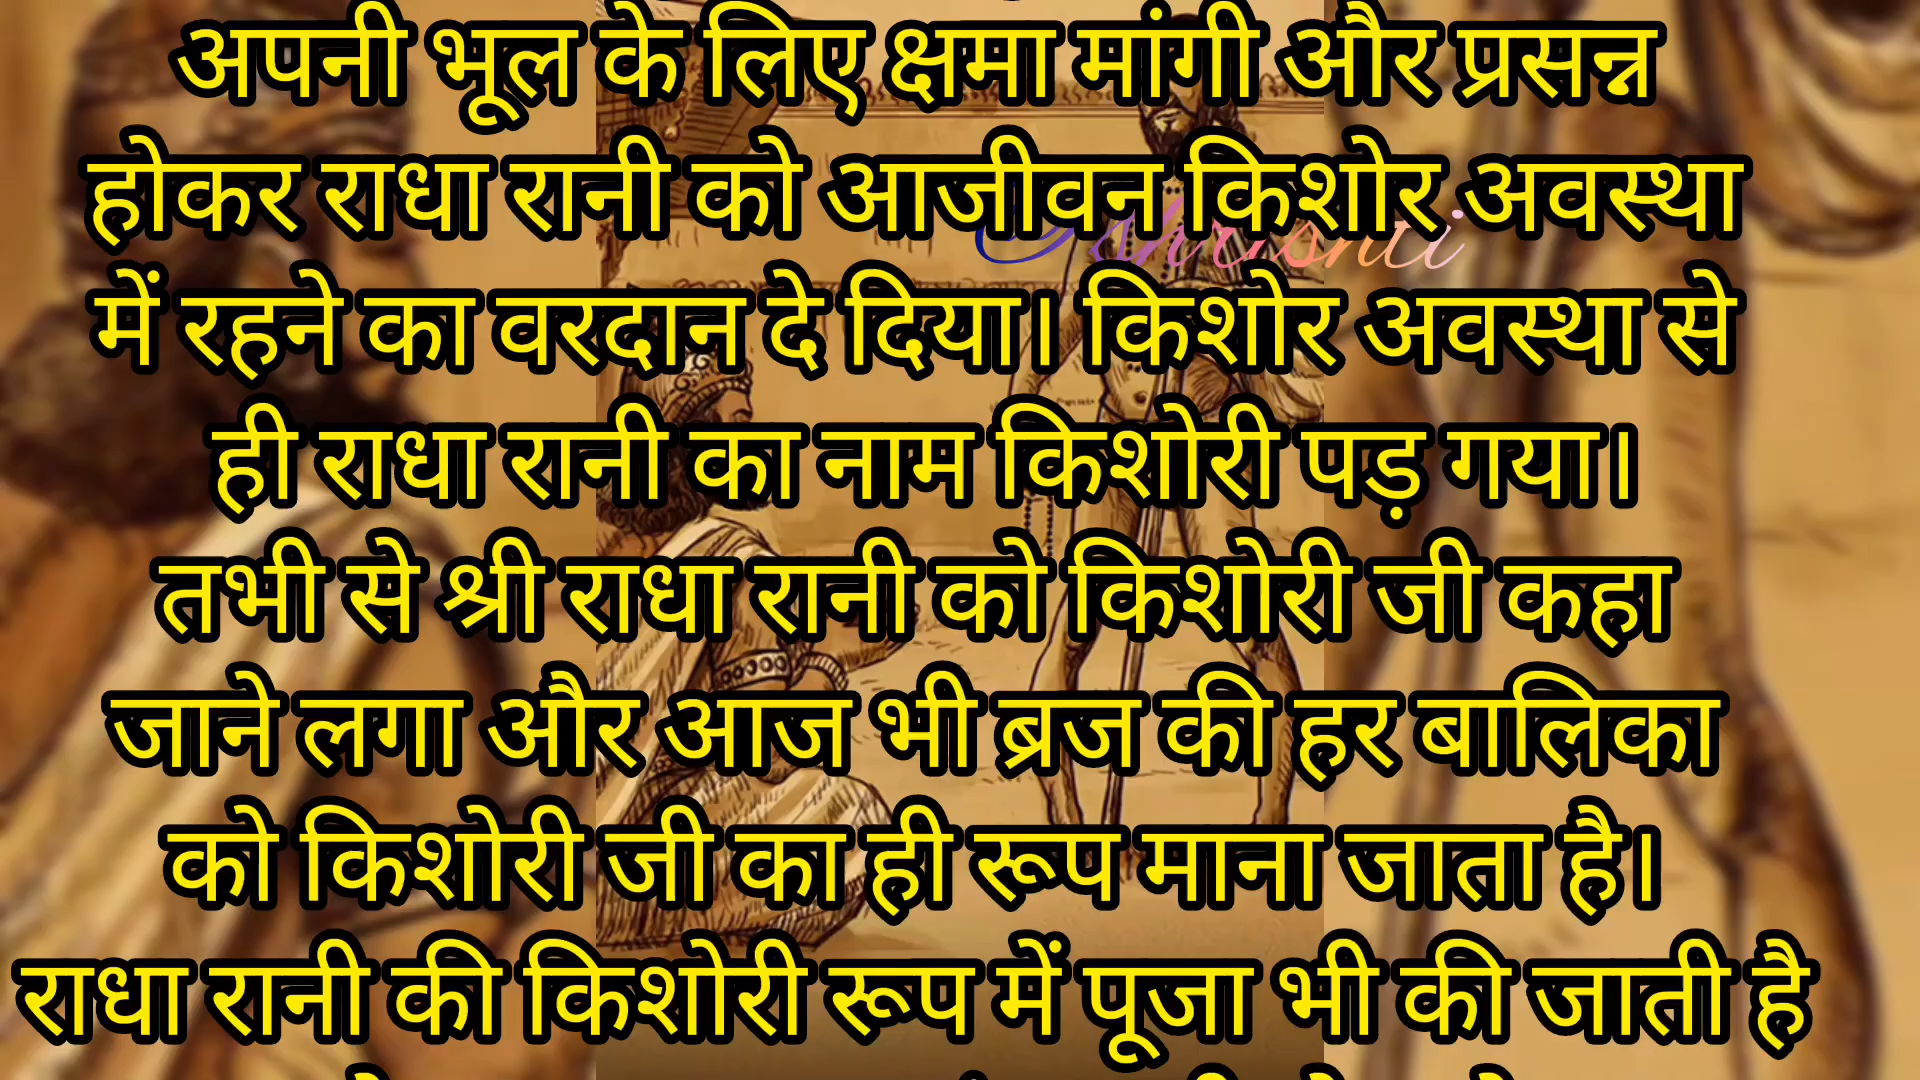 अपनी भूल के लिए क्षमा मांगी और प्रसन्न
होकर राधा रानी को आजीवन किशोर अवस्था
में रहने का वरदान दे दिया। किशोर अवस्था से
ही राधा रानी का नाम किशोरी पड़ गया।
तभी से श्री राधा रानी को किशोरी जी कहा
जाने लगा और आज भी ब्रज की हर बालिका
को किशोरी जी का ही रूप माना जाता है।
राधा रानी की किशोरी रूप में पूजा भी की जाती है